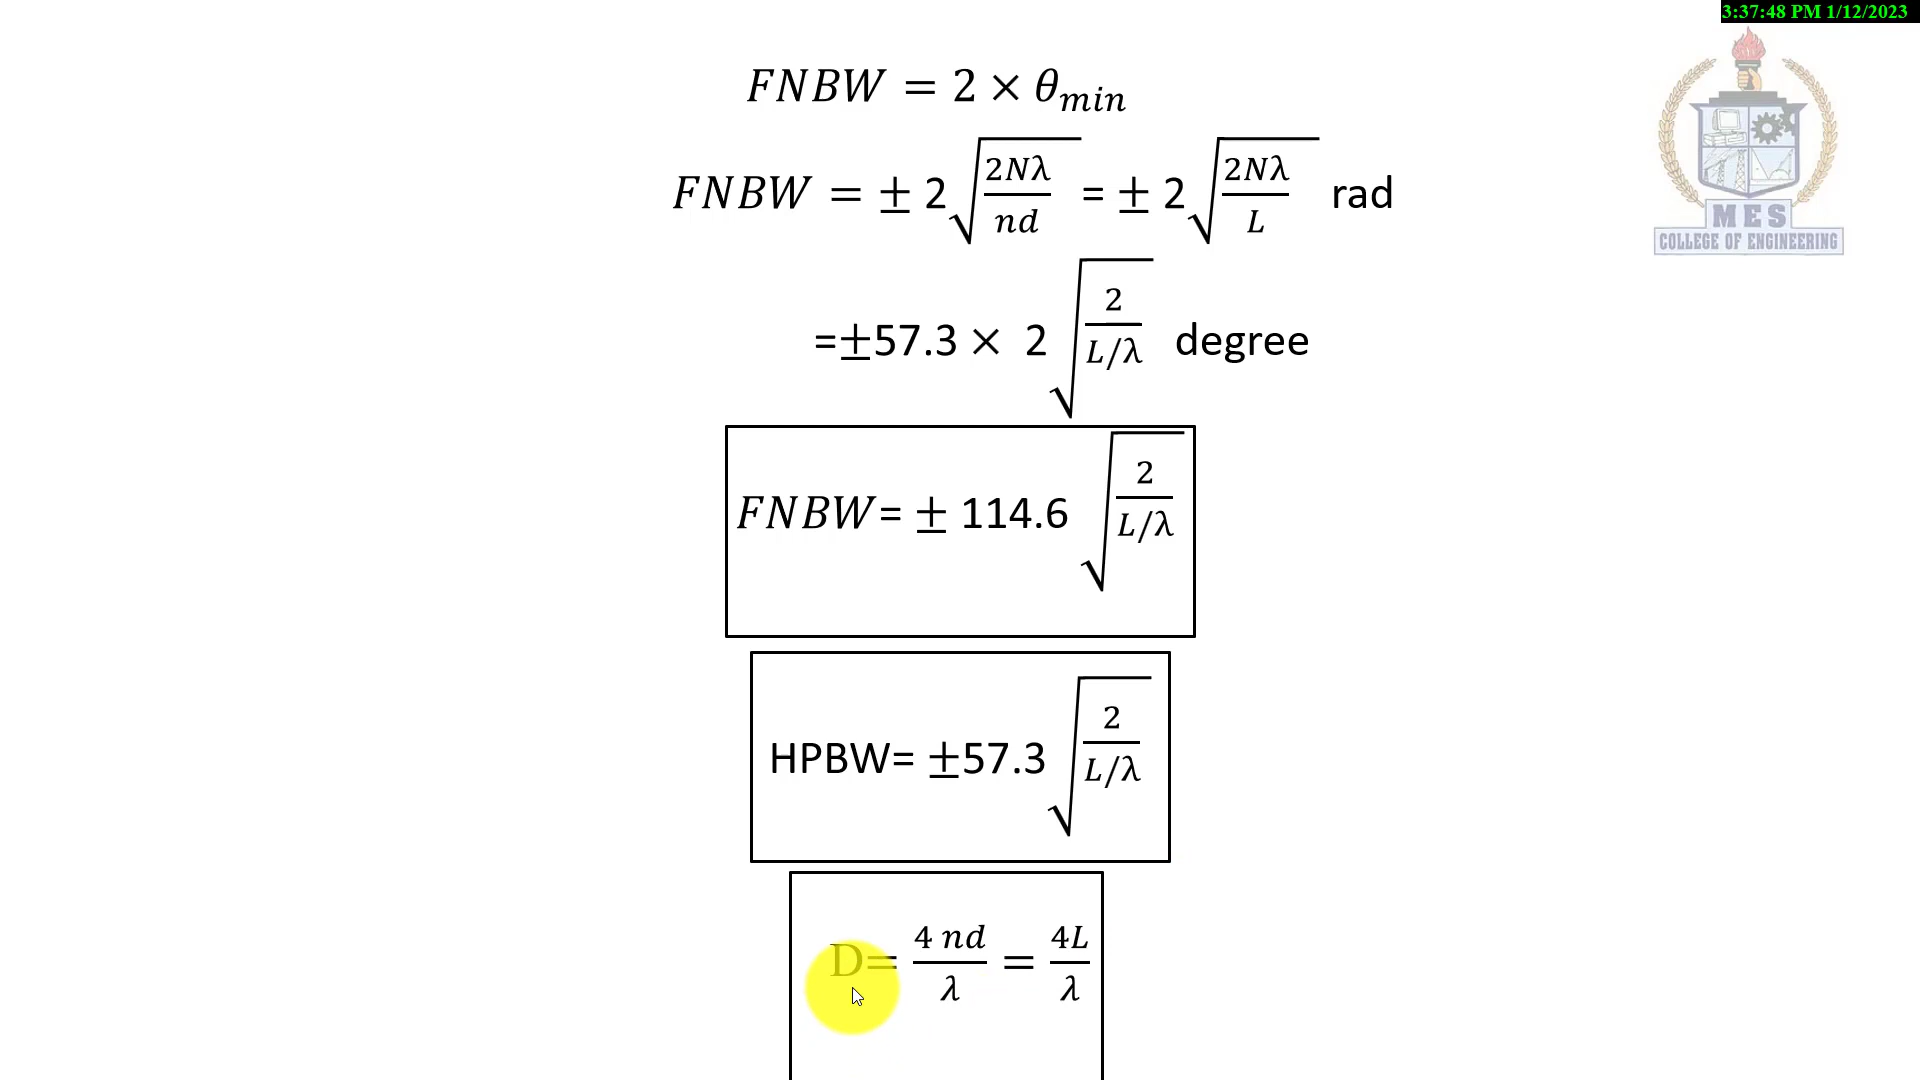 3:37:48 PM 1/12/2023
𝐹𝑁𝐵𝑊 = 2 × 𝜃𝑚𝑖𝑛
𝐹𝑁𝐵𝑊 = ± 2√(2𝑁λ/𝑛𝑑) = ± 2√(2𝑁λ/𝐿) rad
=±57.3 × 2√(2/(𝐿/λ)) degree
𝐹𝑁𝐵𝑊= ± 114.6 √(2/(𝐿/λ))
HPBW= ±57.3√(2/(𝐿/λ))
D= 4 𝑛𝑑/𝜆 = 4𝐿/𝜆
MES
COLLEGE OF ENGINEERING